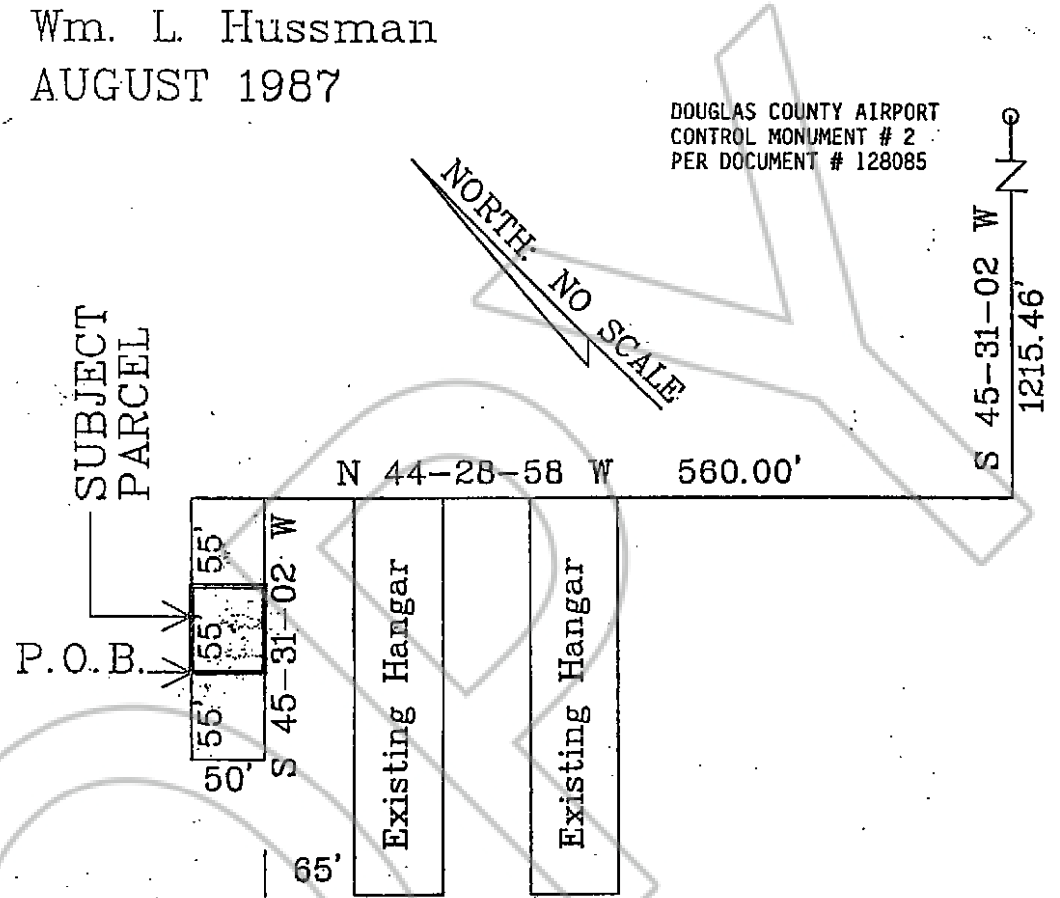 Wm. L. Hussman
AUGUST 1987
DOUGLAS COUNTY AIRPORT
CONTROL MONUMENT # 2
PER DOCUMENT # 128085
NORTH: NO SCALE
S 45-31-02 W
1215.46'
SUBJECT
PARCEL
N 44-28-58 W 560.00'
55'
55'
55'
S 45-31-02 W
P.O.B.
50'
65'
Existing Hangar
Existing Hangar
COPY